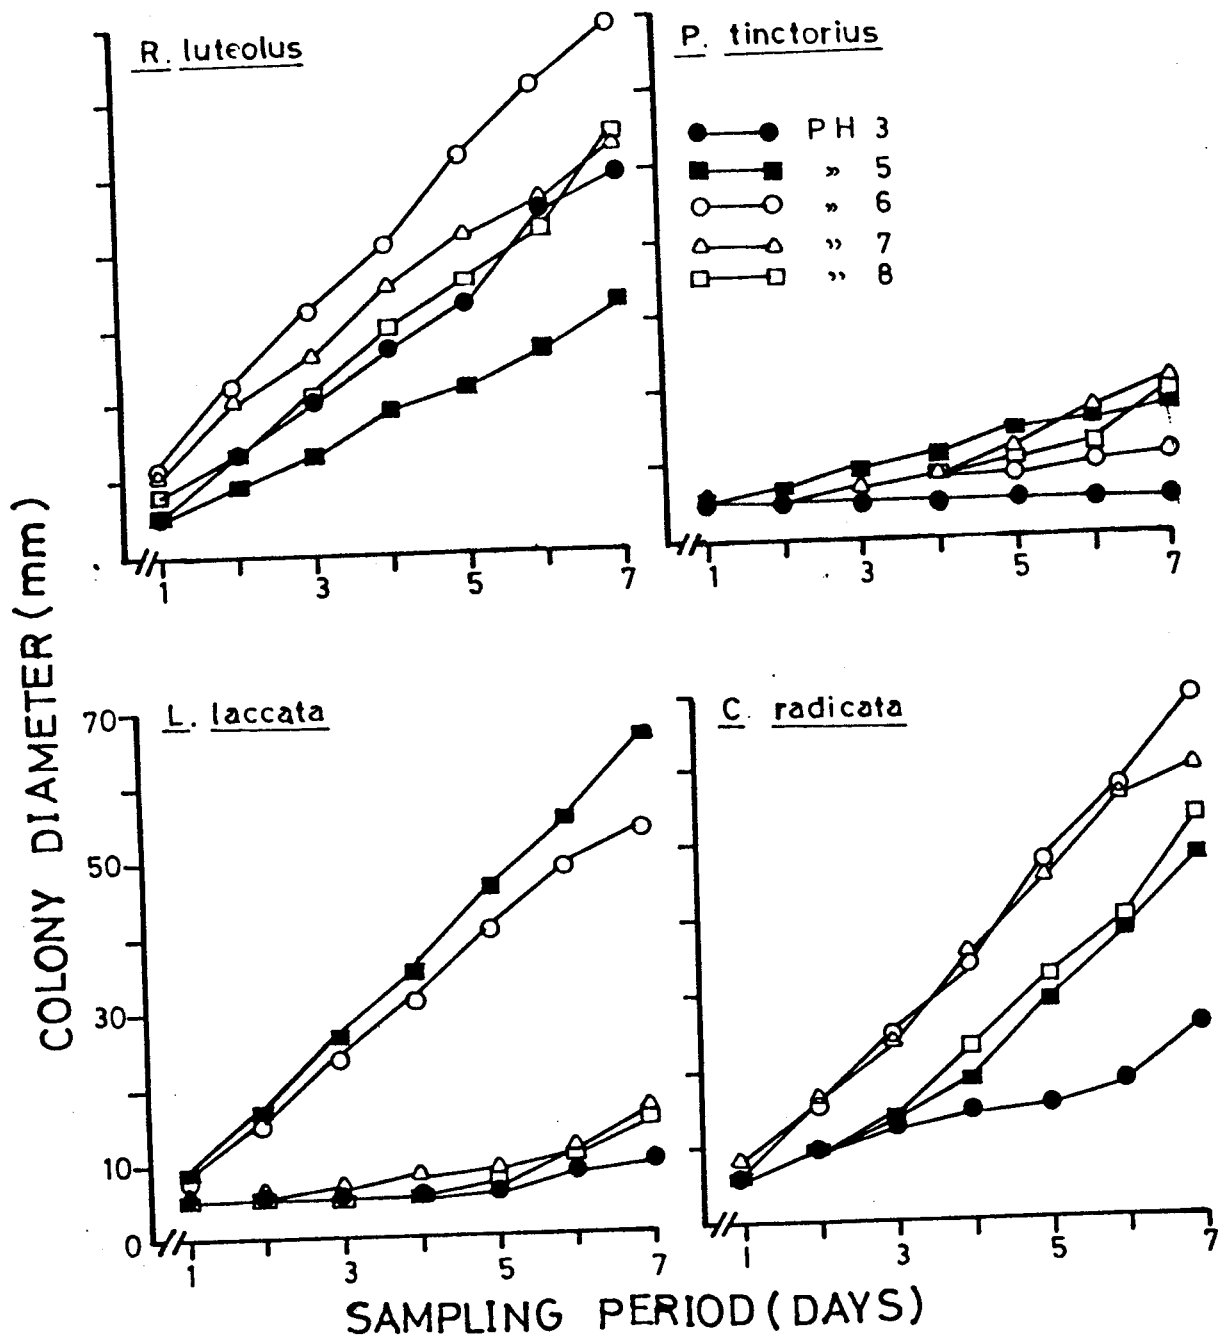 R. luteolus
P. tinctorius
PH 3
„ 5
„ 6
„ 7
„ 8
1 3 5 7
1 3 5 7
L. laccata
C. radicata
70
50
30
10
0
1 3 5 7
1 3 5 7
COLONY DIAMETER (mm)
SAMPLING PERIOD (DAYS)